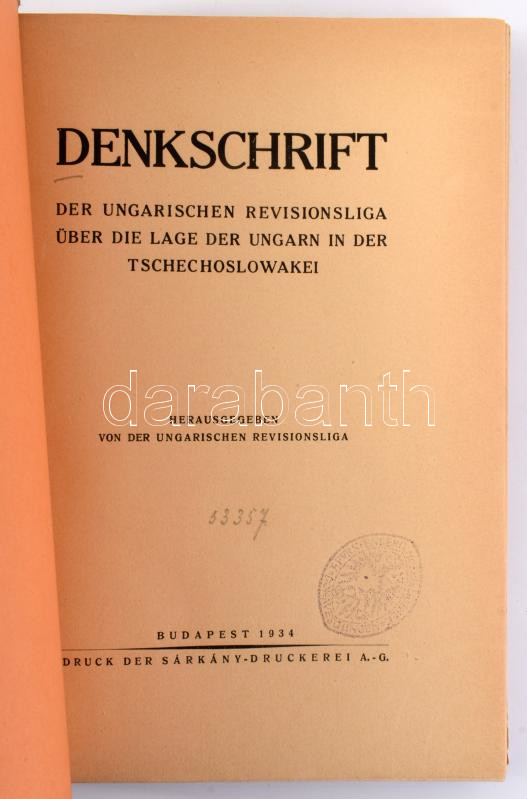 DENKSCHRIFT
DER UNGARISCHEN REVISIONSLIGA
ÜBER DIE LAGE DER UNGARN IN DER
TSCHECHOSLOWAKEI
darabanth
HERAUSGEGEBEN
VON DER UNGARISCHEN REVISIONSLIGA
53357
BUDAPEST 1934
DRUCK DER SÁRKÁNY-DRUCKEREI A.-G.